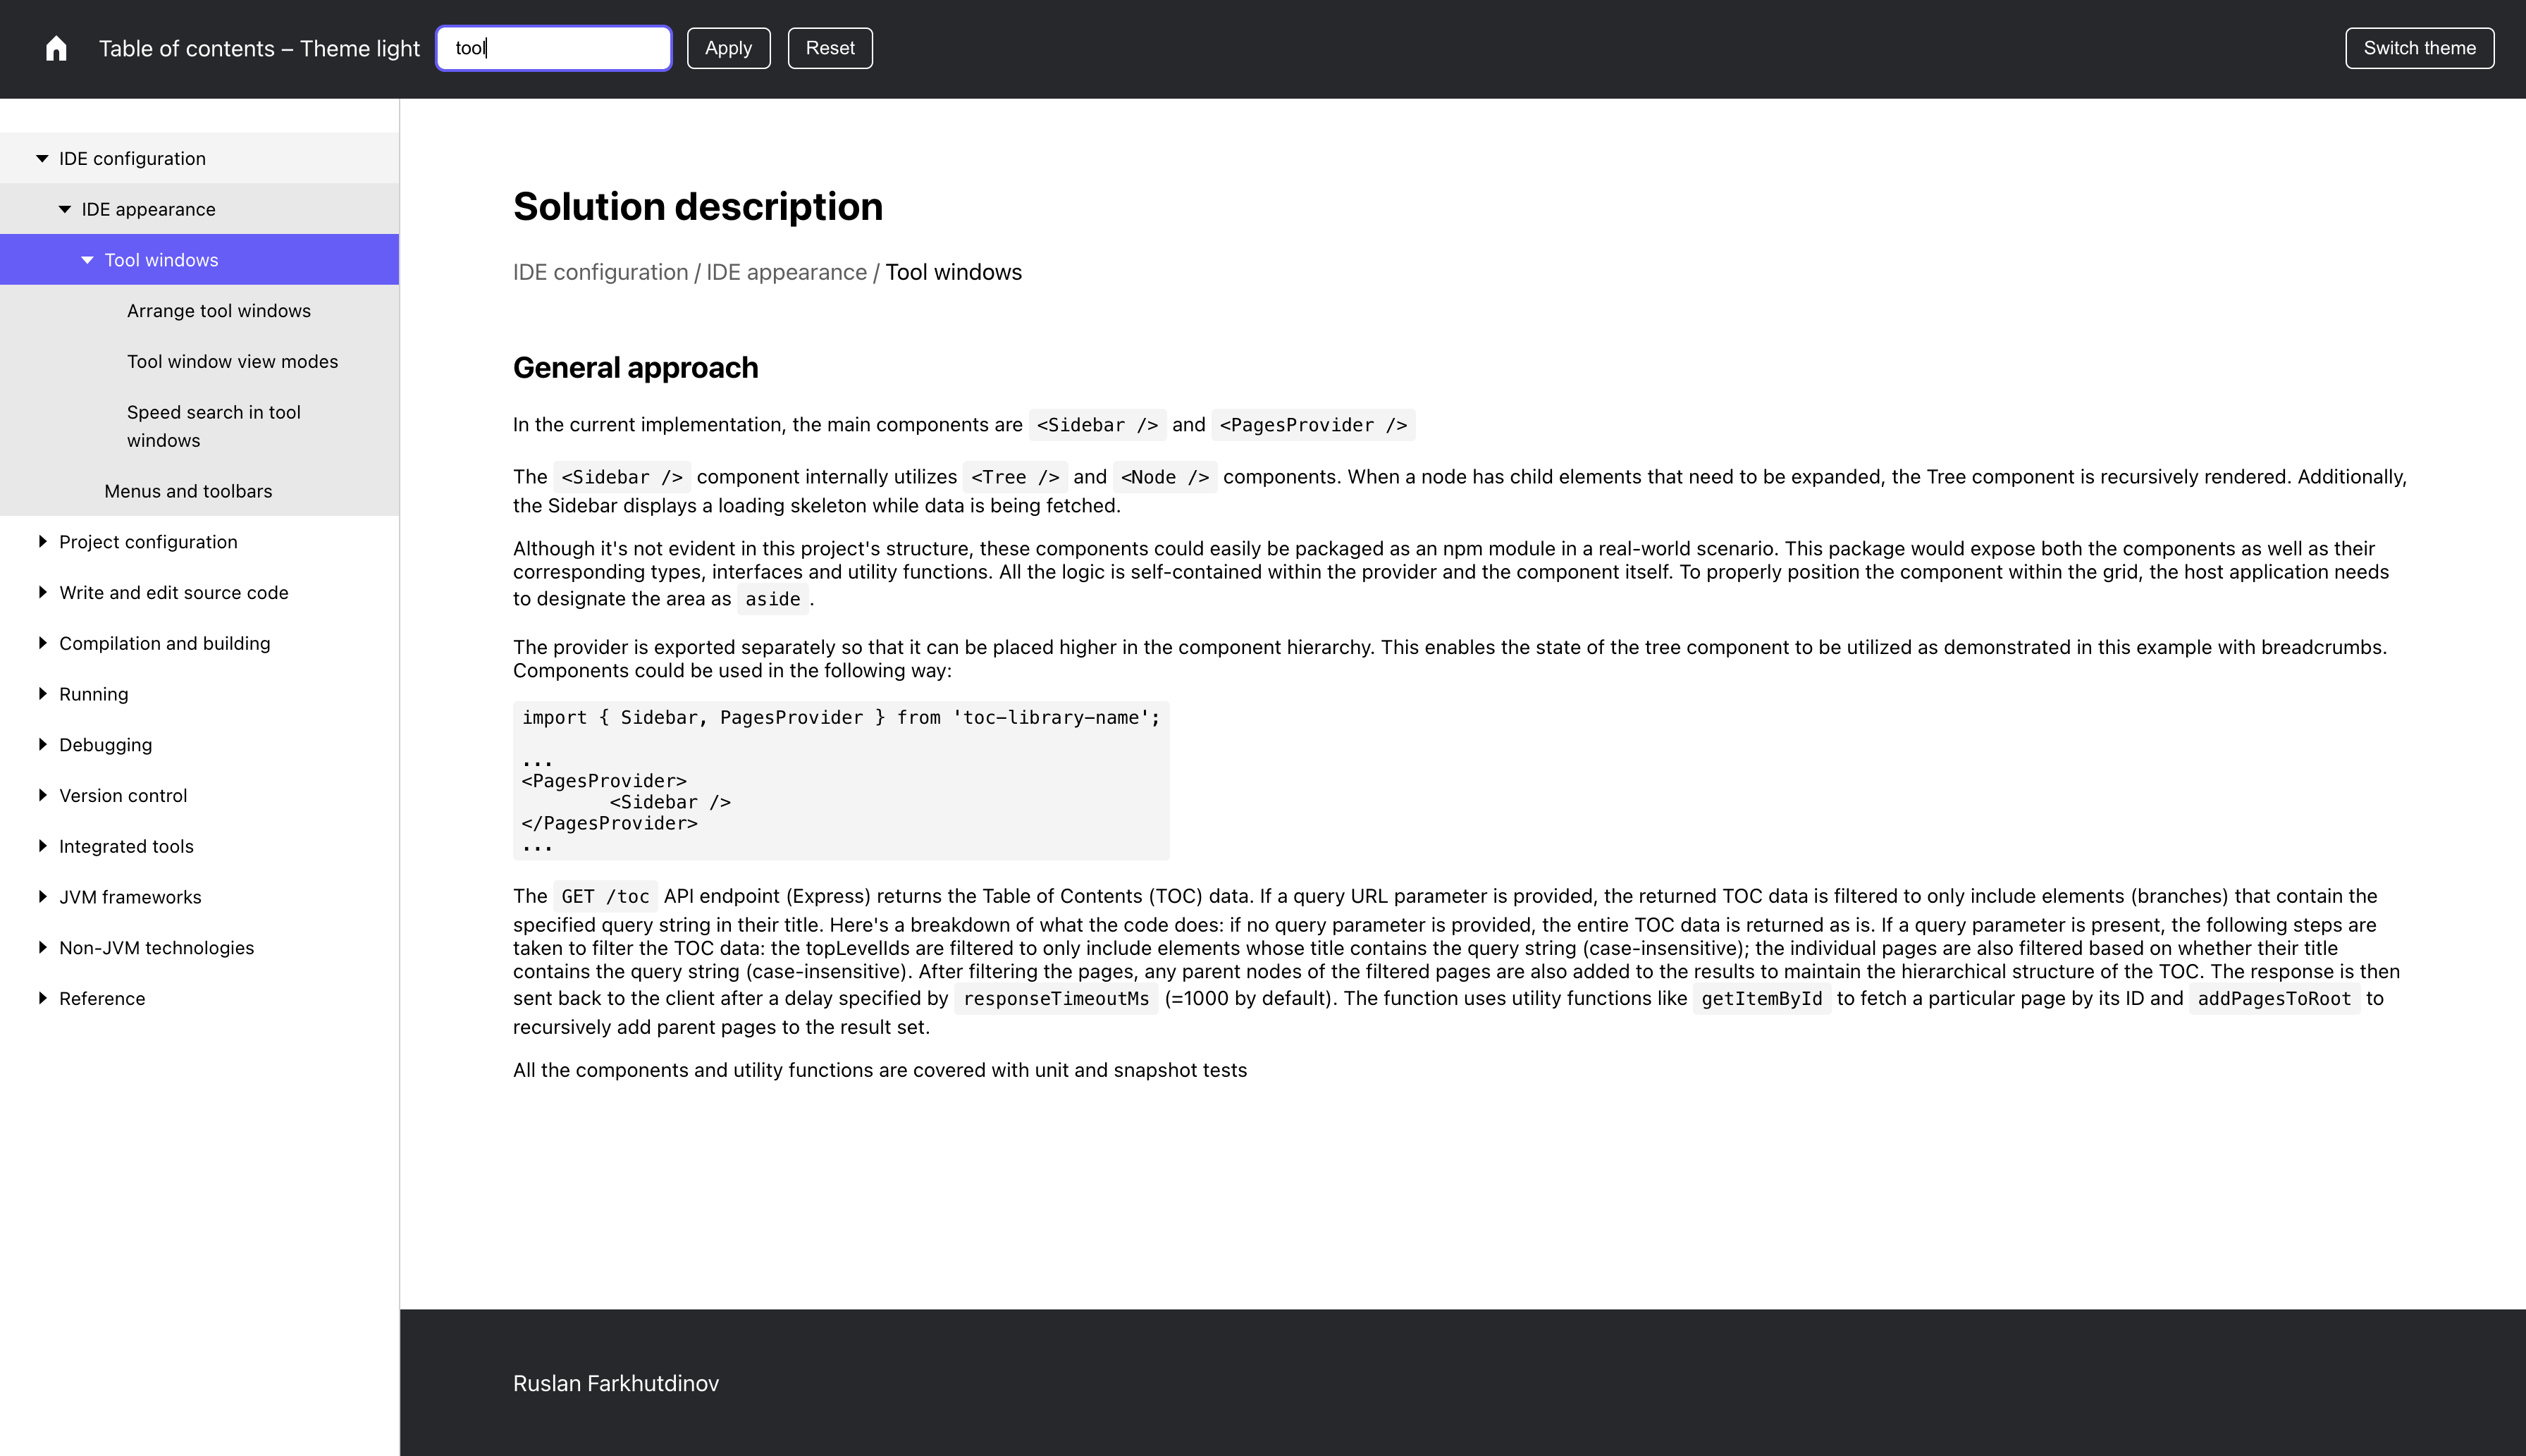 Table of contents – Theme light
tool
Apply
Reset
Switch theme
IDE configuration
IDE appearance
Tool windows
Arrange tool windows
Tool window view modes
Speed search in tool
windows
Menus and toolbars
Project configuration
Write and edit source code
Compilation and building
Running
Debugging
Version control
Integrated tools
JVM frameworks
Non-JVM technologies
Reference
Solution description
IDE configuration / IDE appearance / Tool windows
General approach
In the current implementation, the main components are <Sidebar /> and <PagesProvider />
The <Sidebar /> component internally utilizes <Tree /> and <Node /> components. When a node has child elements that need to be expanded, the Tree component is recursively rendered. Additionally,
the Sidebar displays a loading skeleton while data is being fetched.
Although it's not evident in this project's structure, these components could easily be packaged as an npm module in a real-world scenario. This package would expose both the components as well as their
corresponding types, interfaces and utility functions. All the logic is self-contained within the provider and the component itself. To properly position the component within the grid, the host application needs
to designate the area as aside .
The provider is exported separately so that it can be placed higher in the component hierarchy. This enables the state of the tree component to be utilized as demonstrated in this example with breadcrumbs.
Components could be used in the following way:
import { Sidebar, PagesProvider } from 'toc-library-name';
...
<PagesProvider>
<Sidebar />
</PagesProvider>
...
The GET /toc API endpoint (Express) returns the Table of Contents (TOC) data. If a query URL parameter is provided, the returned TOC data is filtered to only include elements (branches) that contain the
specified query string in their title. Here's a breakdown of what the code does: if no query parameter is provided, the entire TOC data is returned as is. If a query parameter is present, the following steps are
taken to filter the TOC data: the topLevelIds are filtered to only include elements whose title contains the query string (case-insensitive); the individual pages are also filtered based on whether their title
contains the query string (case-insensitive). After filtering the pages, any parent nodes of the filtered pages are also added to the results to maintain the hierarchical structure of the TOC. The response is then
sent back to the client after a delay specified by responseTimeoutMs (=1000 by default). The function uses utility functions like getItemById to fetch a particular page by its ID and addPagesToRoot to
recursively add parent pages to the result set.
All the components and utility functions are covered with unit and snapshot tests
Ruslan Farkhutdinov